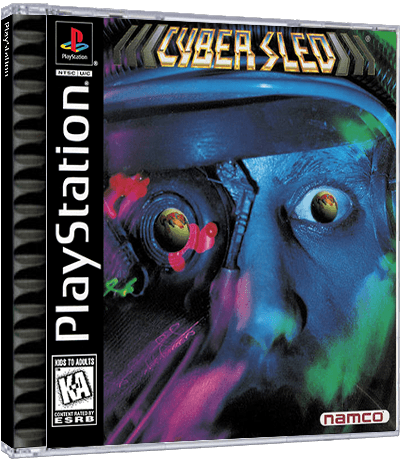 PlayStation
CYBER SLED
PlayStation
NTSC U/C
PlayStation
KIDS TO ADULTS
K-A
CONTENT RATED BY
ESRB
namco